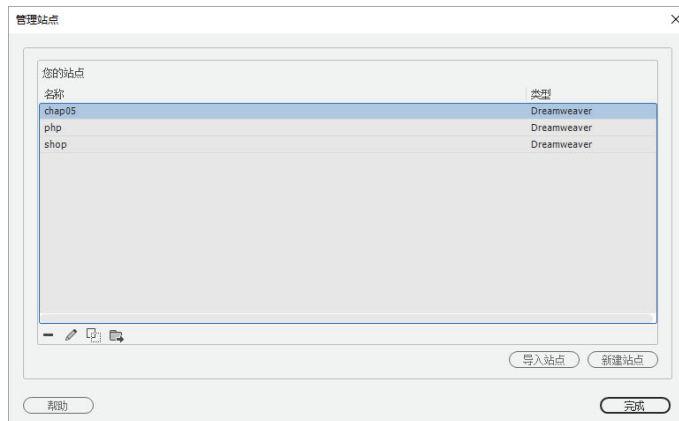 管理站点
您的站点
名称 类型
chap05 Dreamweaver
php Dreamweaver
shop Dreamweaver
导入站点 新建站点
帮助 完成